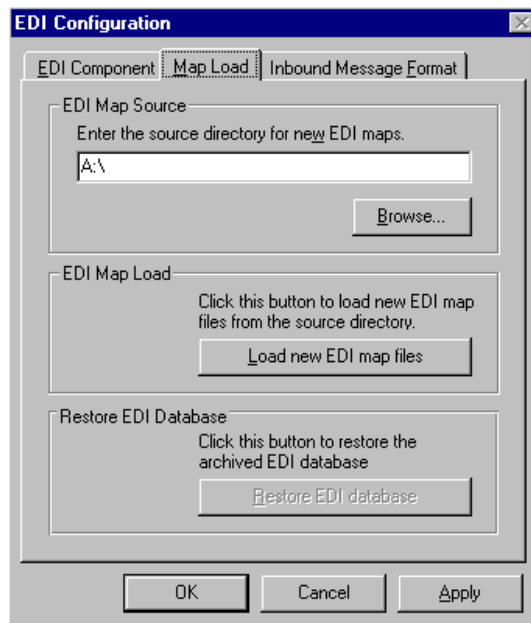 EDI Configuration
EDI Component Map Load Inbound Message Format
EDI Map Source
Enter the source directory for new EDI maps.
A:\
Browse...
EDI Map Load
Click this button to load new EDI map
files from the source directory.
Load new EDI map files
Restore EDI Database
Click this button to restore the
archived EDI database
Restore EDI database
OK Cancel Apply